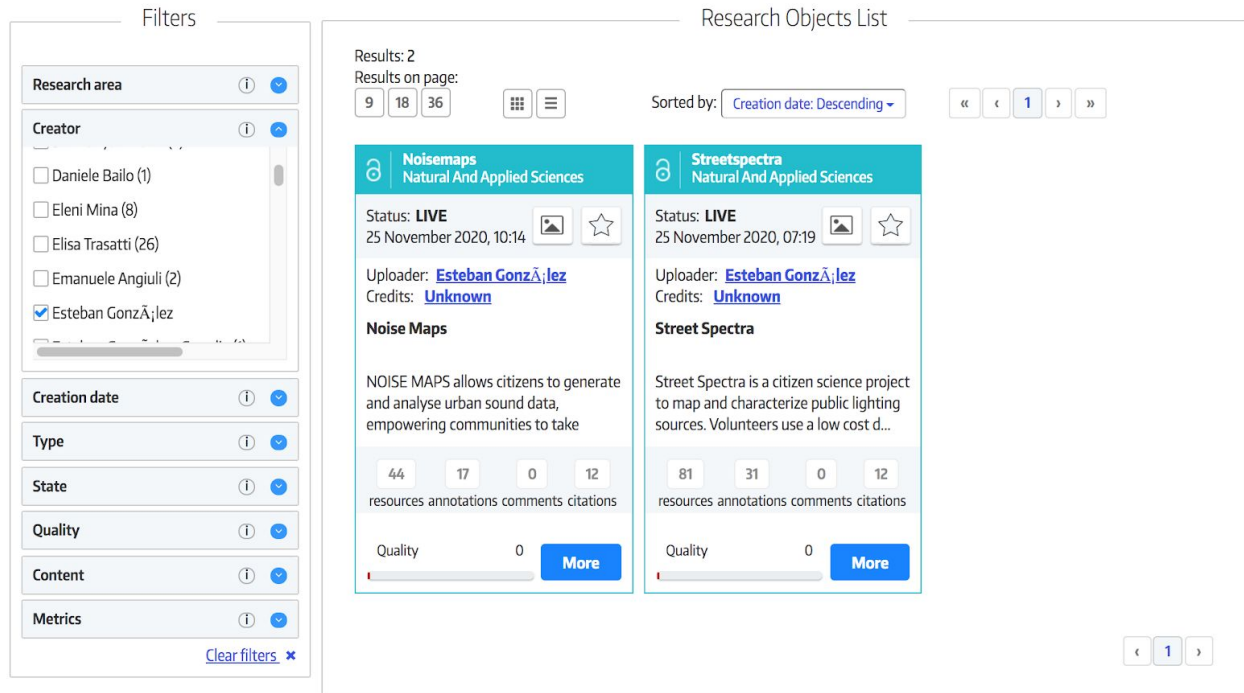 Filters
Research area
Creator
Daniele Bailo (1)
Eleni Mina (8)
Elisa Trasatti (26)
Emanuele Angiuli (2)
Esteban GonzÃ¡lez
Creation date
Type
State
Quality
Content
Metrics
Clear filters ×
Research Objects List
Results: 2
Results on page:
9 18 36
Sorted by: Creation date: Descending
« ‹ 1 › »
Noisemaps
Natural And Applied Sciences
Status: LIVE
25 November 2020, 10:14
Uploader: Esteban GonzÃ¡lez
Credits: Unknown
Noise Maps
NOISE MAPS allows citizens to generate
and analyse urban sound data,
empowering communities to take
44 17 0 12
resources annotations comments citations
Quality 0
More
Streetspectra
Natural And Applied Sciences
Status: LIVE
25 November 2020, 07:19
Uploader: Esteban GonzÃ¡lez
Credits: Unknown
Street Spectra
Street Spectra is a citizen science project
to map and characterize public lighting
sources. Volunteers use a low cost d...
81 31 0 12
resources annotations comments citations
Quality 0
More
‹ 1 ›